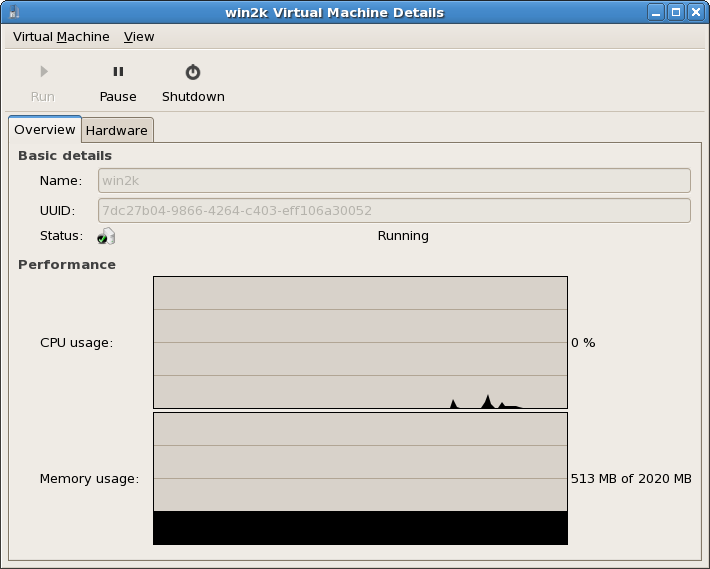 win2k Virtual Machine Details
Virtual Machine View
Run Pause Shutdown
Overview Hardware
Basic details
Name: win2k
UUID: 7dc27b04-9866-4264-c403-eff106a30052
Status: Running
Performance
CPU usage: 0 %
Memory usage: 513 MB of 2020 MB